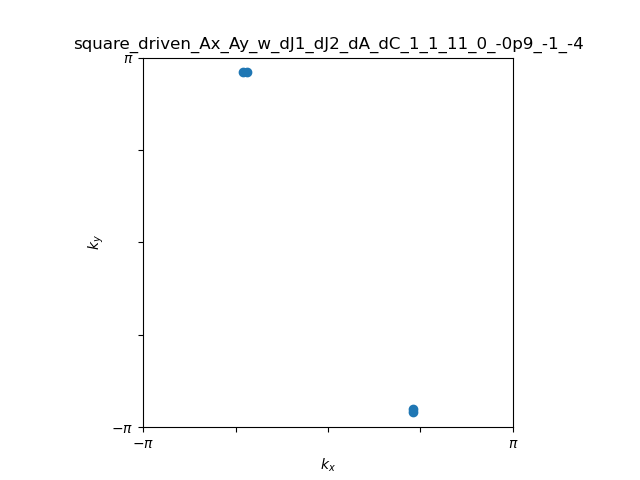 square_driven_Ax_Ay_w_dJ1_dJ2_dA_dC_1_1_11_0_-0p9_-1_-4
π
k_y
−π
−π π
k_x